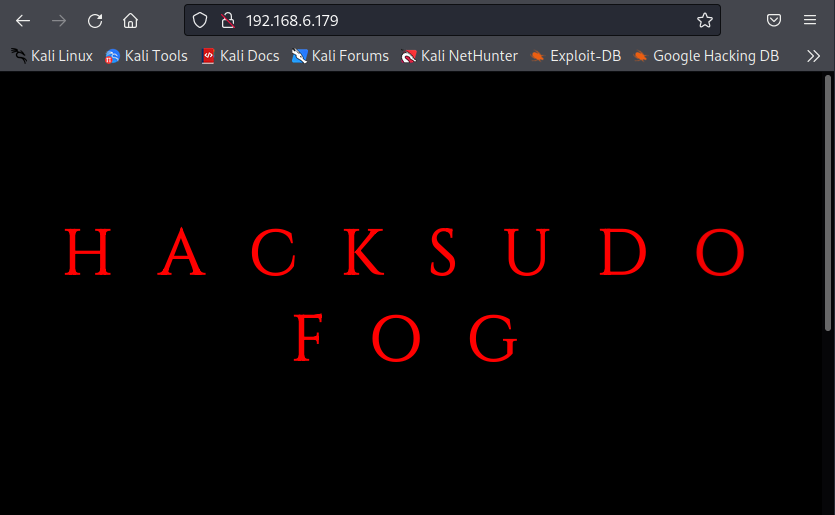 192.168.6.179
Kali Linux Kali Tools Kali Docs Kali Forums Kali NetHunter Exploit-DB Google Hacking DB
H A C K S U D O
F O G